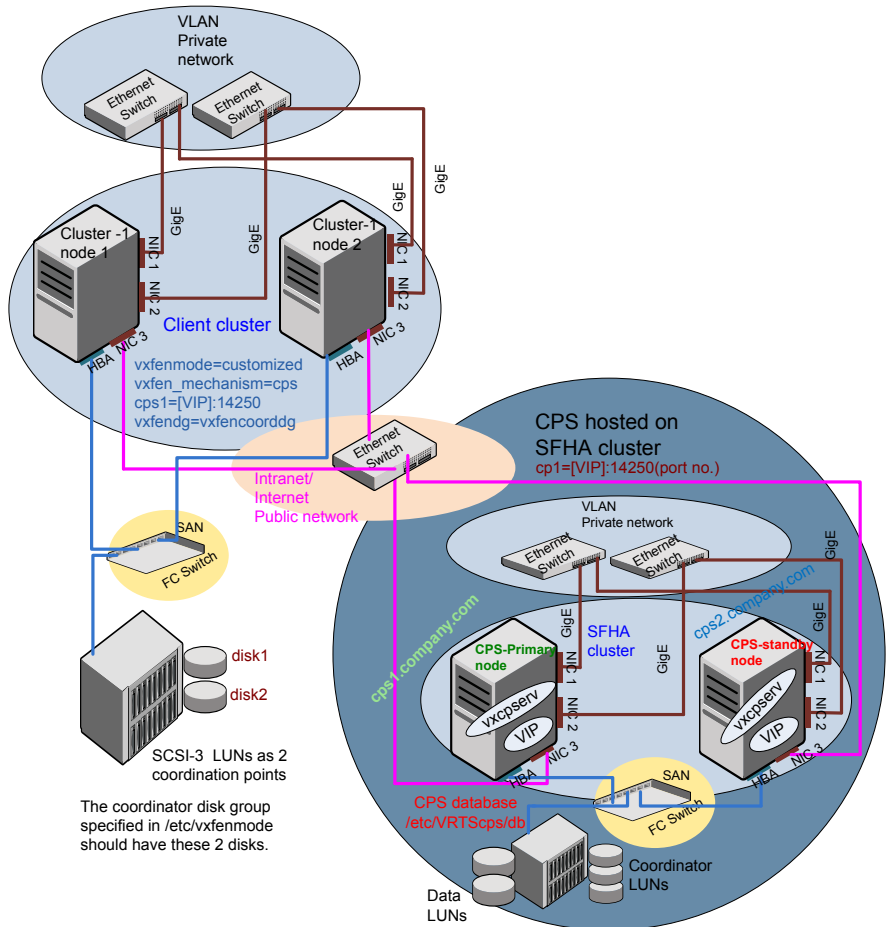 VLAN
Private
network
Ethernet
Switch
Ethernet
Switch
GigE
GigE
GigE
GigE
Cluster -1
node 1
NIC 1
NIC 2
HBA
NIC 3
Cluster-1
node 2
NIC 1
NIC 2
HBA
NIC 3
Client cluster
vxfenmode=customized
vxfen_mechanism=cps
cps1=[VIP]:14250
vxfendg=vxfencoorddg
Ethernet
Switch
Intranet/
Internet
Public network
SAN
FC Switch
disk1
disk2
SCSI-3 LUNs as 2
coordination points
The coordinator disk group
specified in /etc/vxfenmode
should have these 2 disks.
CPS hosted on
SFHA cluster
cp1=[VIP]:14250(port no.)
VLAN
Private network
Ethernet
Switch
Ethernet
Switch
GigE
GigE
GigE
GigE
cps1.company.com
cps2.company.com
SFHA
cluster
CPS-Primary
node
vxcpserv
VIP
NIC 1
NIC 2
HBA
NIC 3
CPS-standby
node
vxcpserv
VIP
NIC 1
NIC 2
HBA
NIC 3
CPS database
/etc/VRTScps/db
SAN
FC Switch
Data
LUNs
Coordinator
LUNs